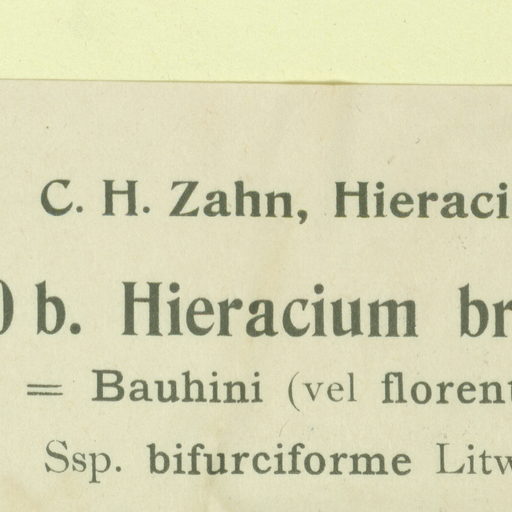 C. H. Zahn, Hieraci
b. Hieracium br
= Bauhini (vel florent
Ssp. bifurciforme Litw